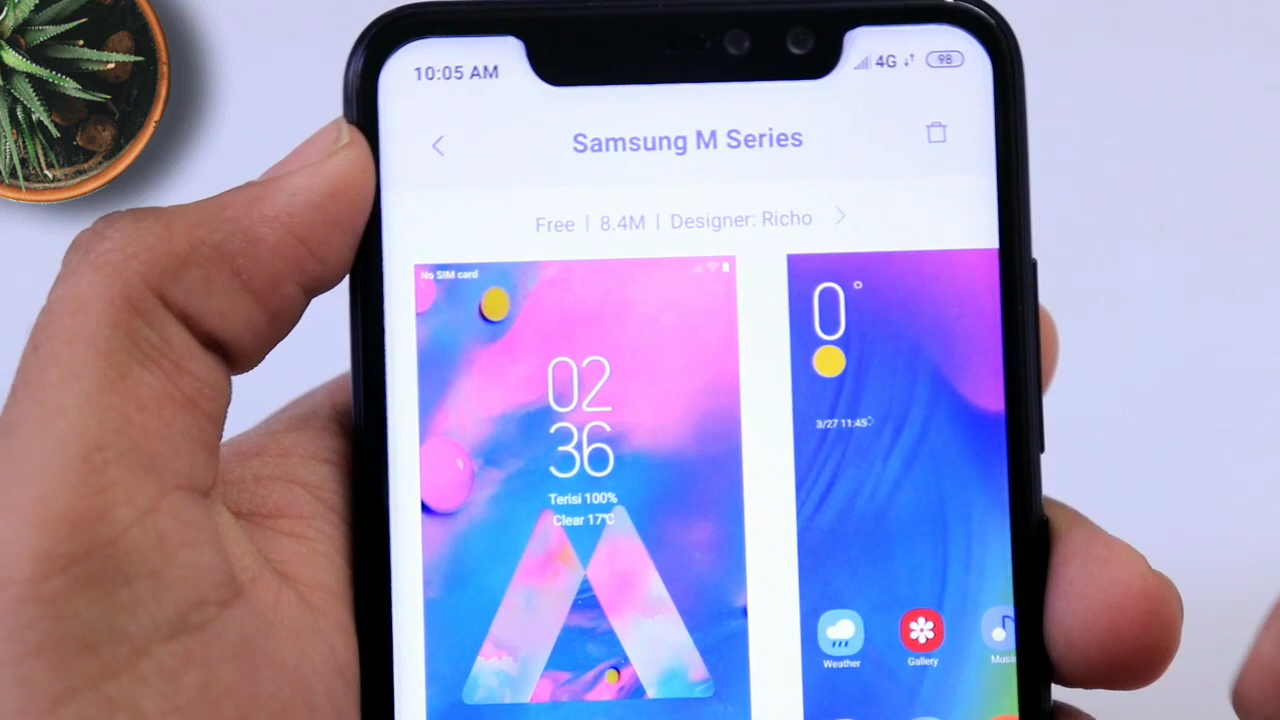 10:05 AM
4G
98
Samsung M Series
Free | 8.4M | Designer: Richo
No SIM card
02
36
Terisi 100%
Clear 17°C
0°
3/27 11:45
Weather
Gallery